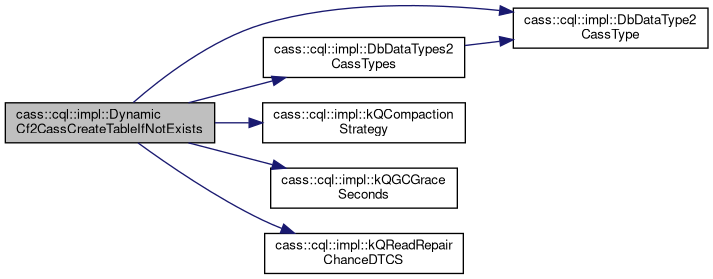 cass::cql::impl::Dynamic
Cf2CassCreateTableIfNotExists
cass::cql::impl::DbDataTypes2
CassTypes
cass::cql::impl::DbDataType2
CassType
cass::cql::impl::kQCompaction
Strategy
cass::cql::impl::kQGCGrace
Seconds
cass::cql::impl::kQReadRepair
ChanceDTCS